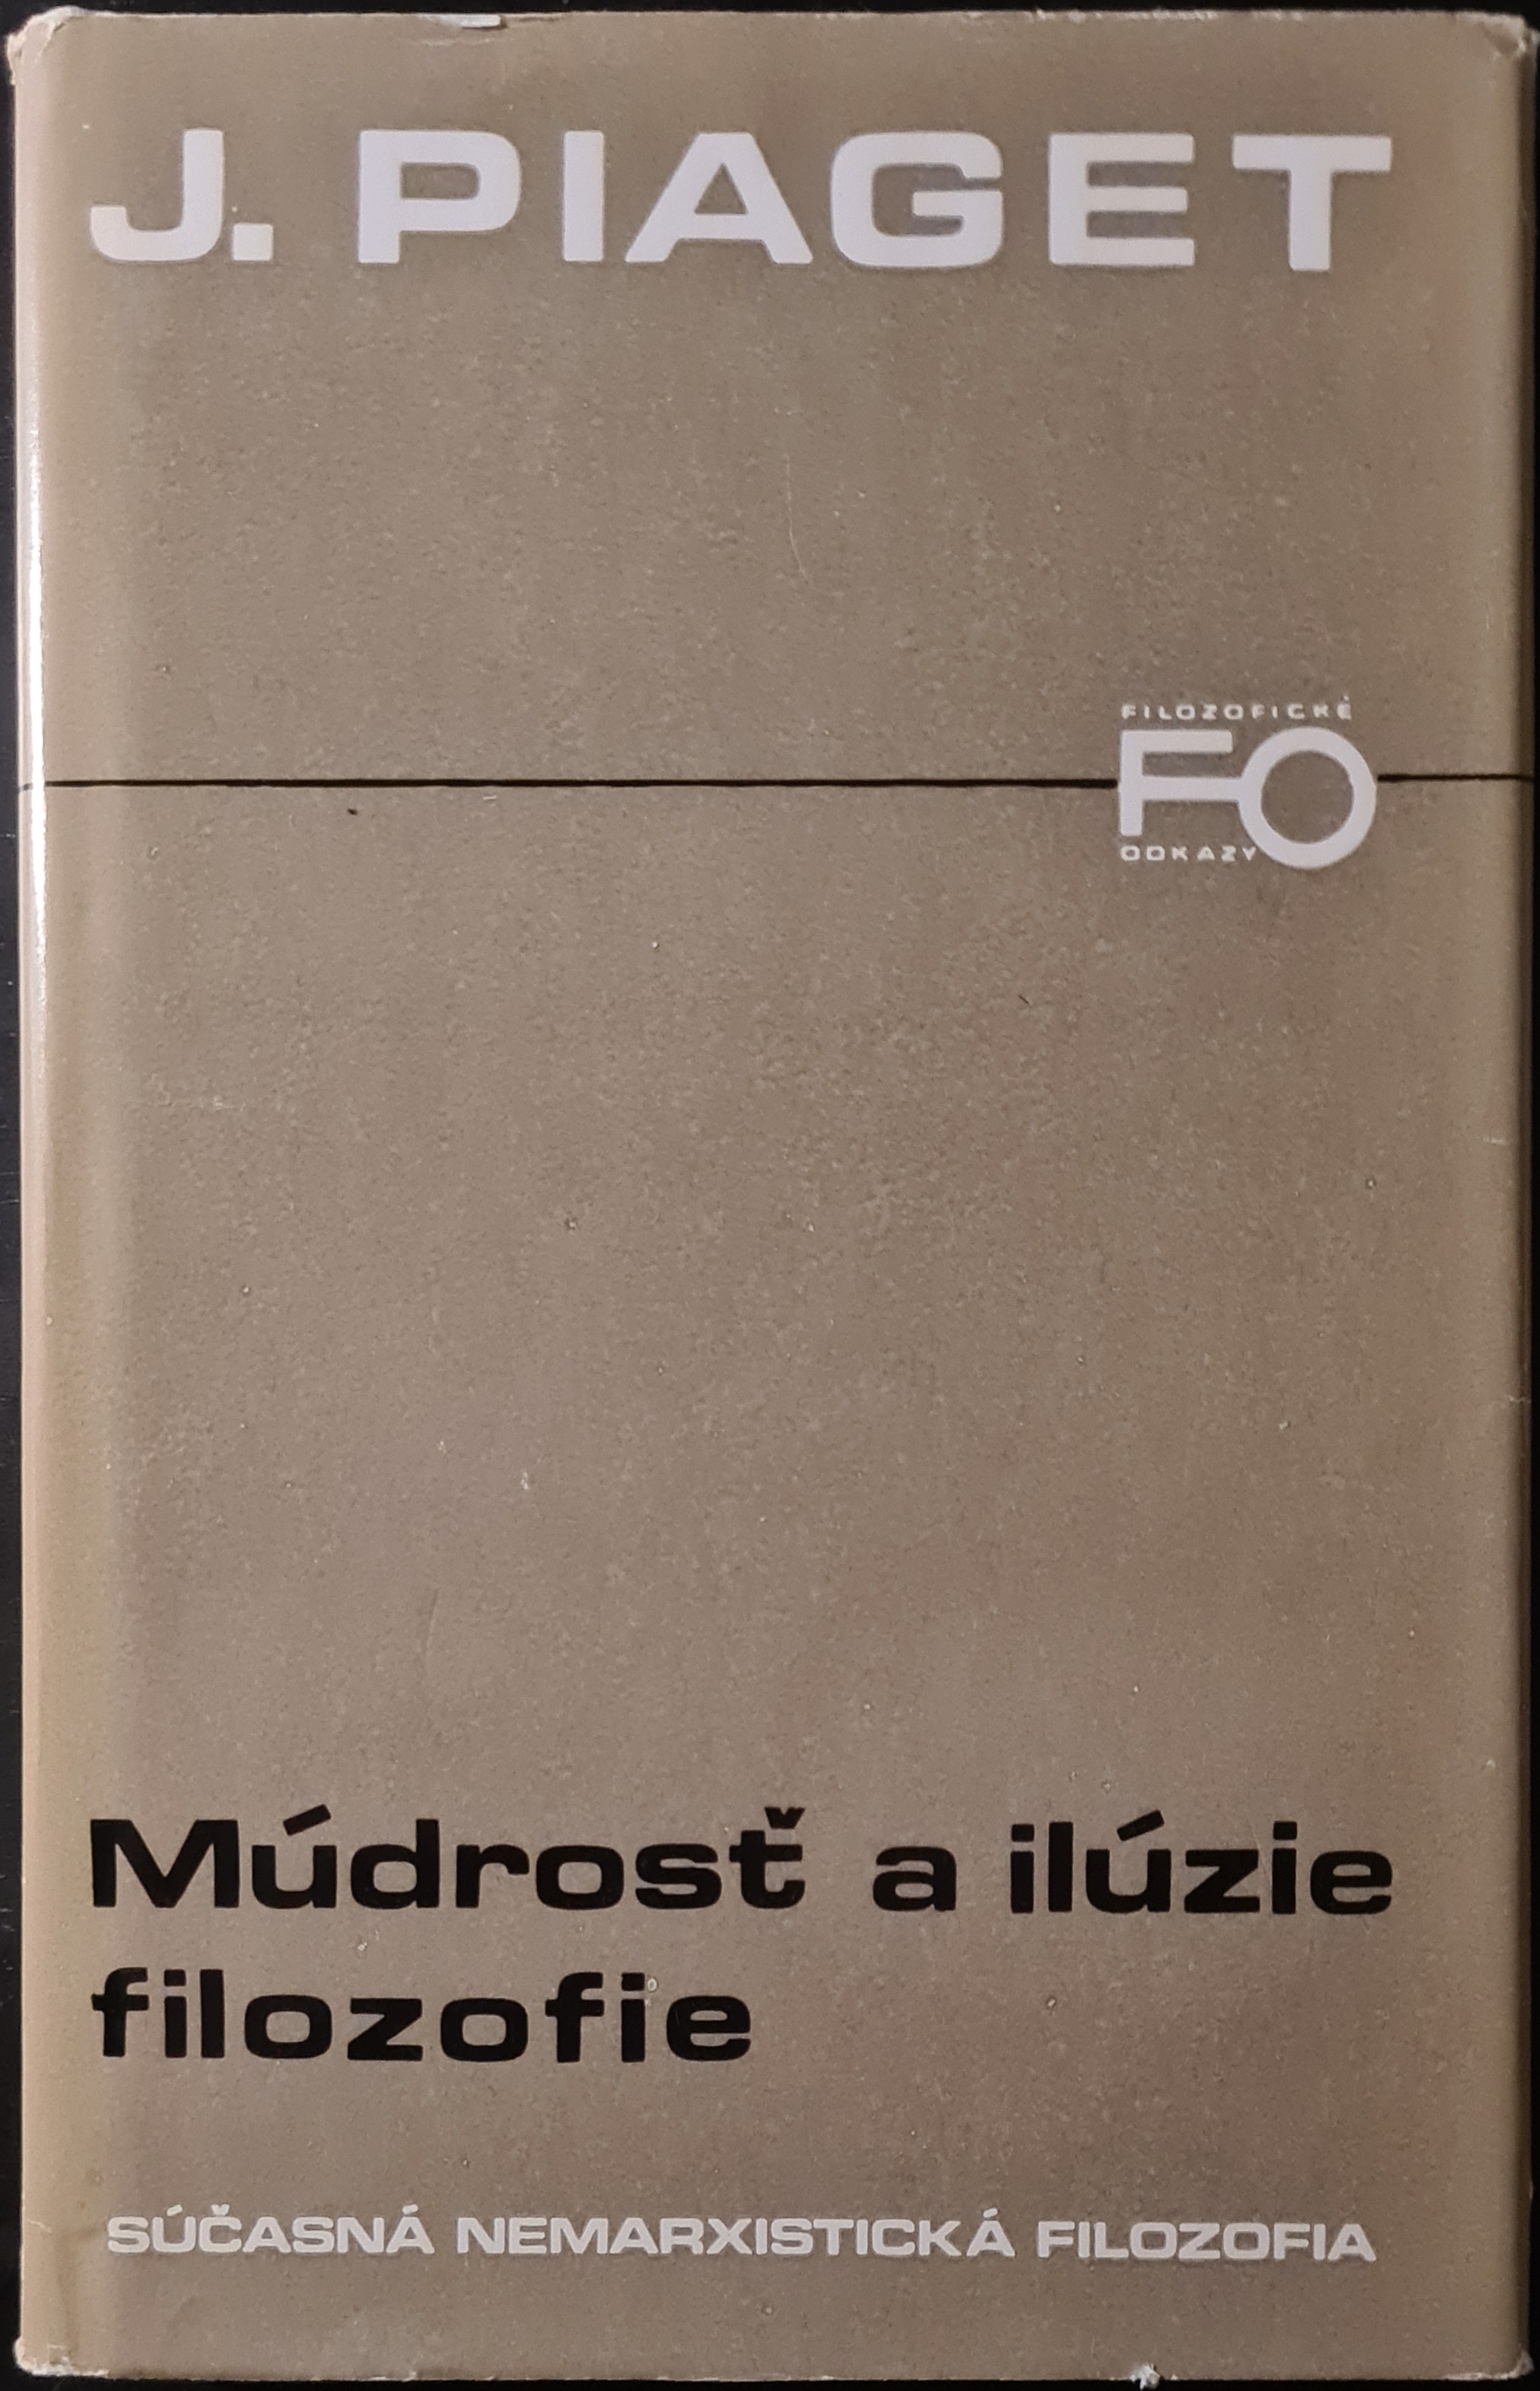 J. PIAGET
FILOZOFICKÉ
FO
ODKAZY
Múdrosť a ilúzie
filozofie
SÚČASNÁ NEMARXISTICKÁ FILOZOFIA